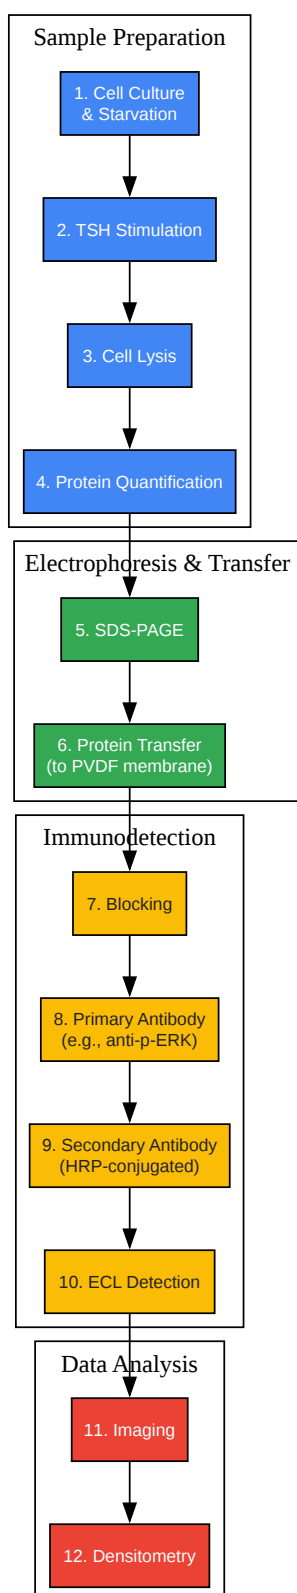 Sample Preparation
1. Cell Culture
& Starvation
2. TSH Stimulation
3. Cell Lysis
4. Protein Quantification
Electrophoresis & Transfer
5. SDS-PAGE
6. Protein Transfer
(to PVDF membrane)
Immunodetection
7. Blocking
8. Primary Antibody
(e.g., anti-p-ERK)
9. Secondary Antibody
(HRP-conjugated)
10. ECL Detection
Data Analysis
11. Imaging
12. Densitometry